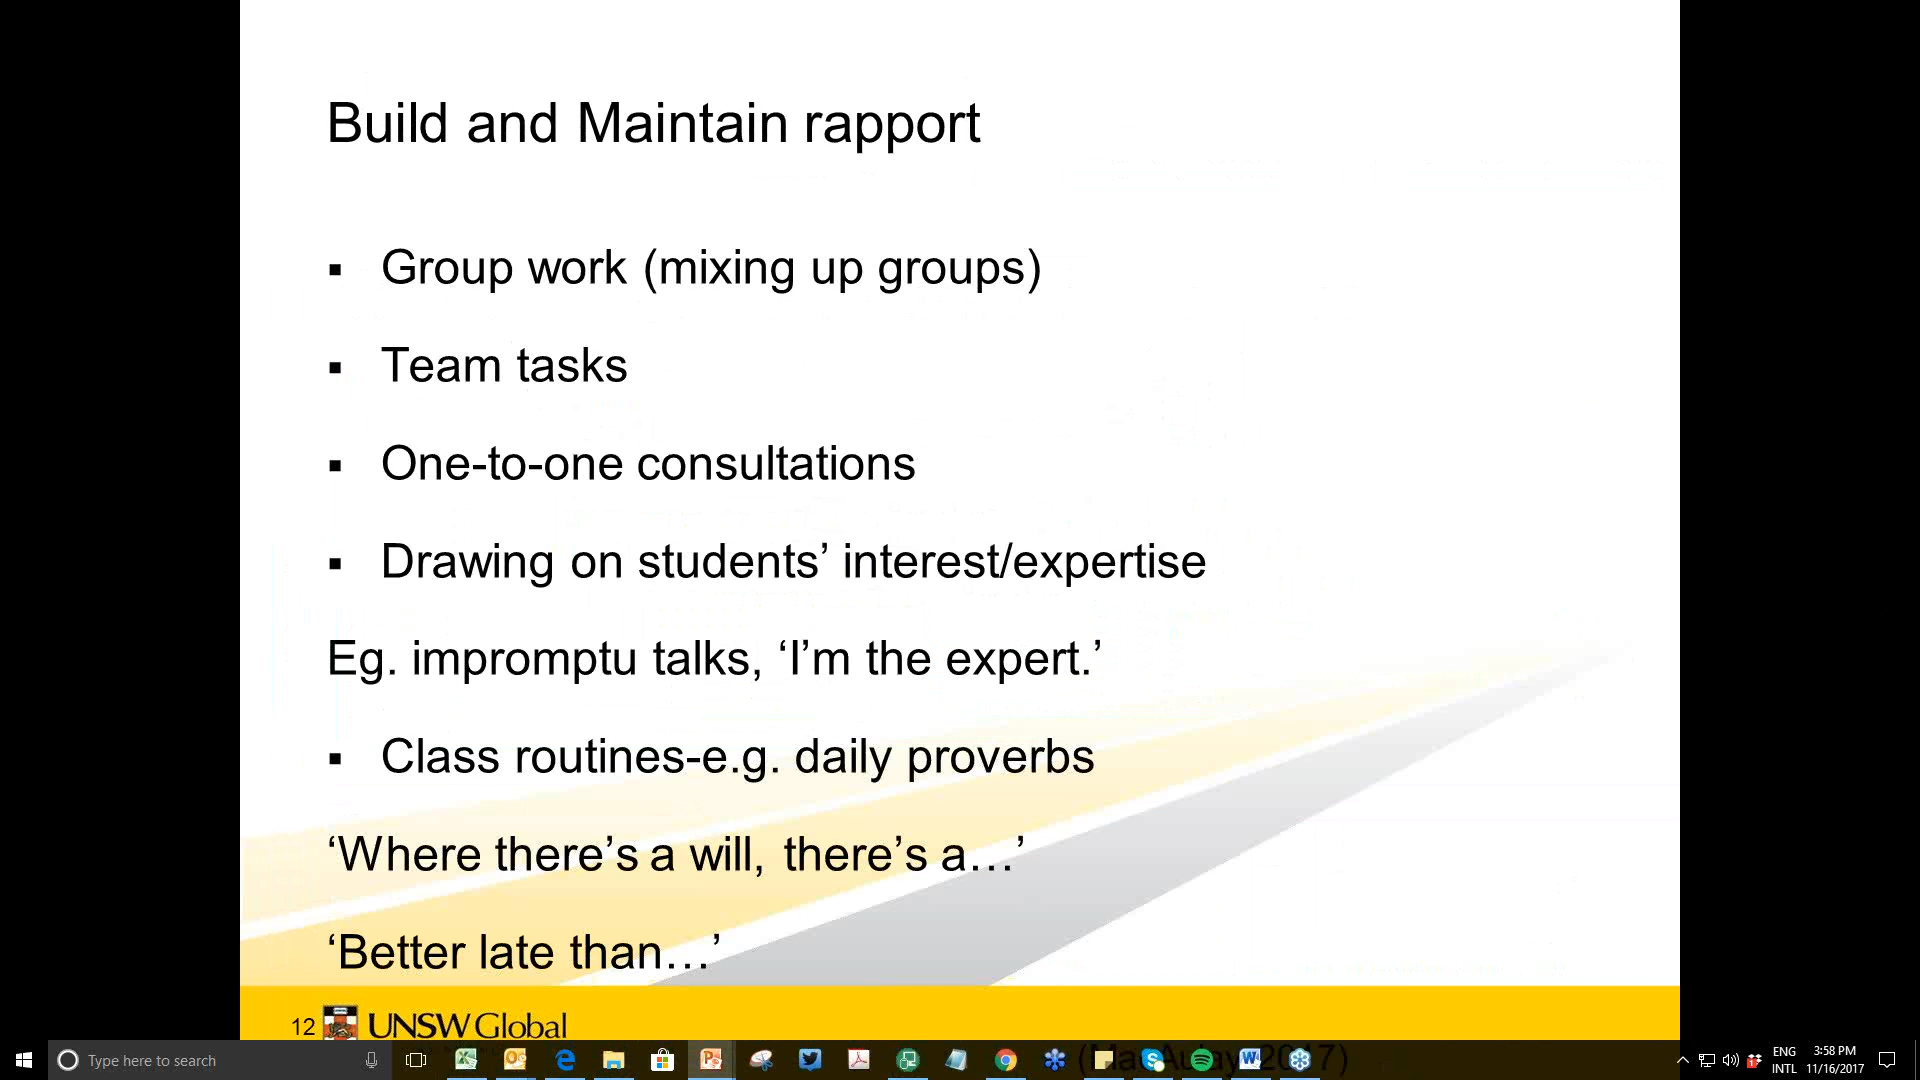 Build and Maintain rapport
▪ Group work (mixing up groups)
▪ Team tasks
▪ One-to-one consultations
▪ Drawing on students’ interest/expertise
Eg. impromptu talks, ‘I’m the expert.’
▪ Class routines-e.g. daily proverbs
‘Where there’s a will, there’s a…’
‘Better late than…’
12 UNSW Global
Type here to search
ENG
INTL
3:58 PM
11/16/2017